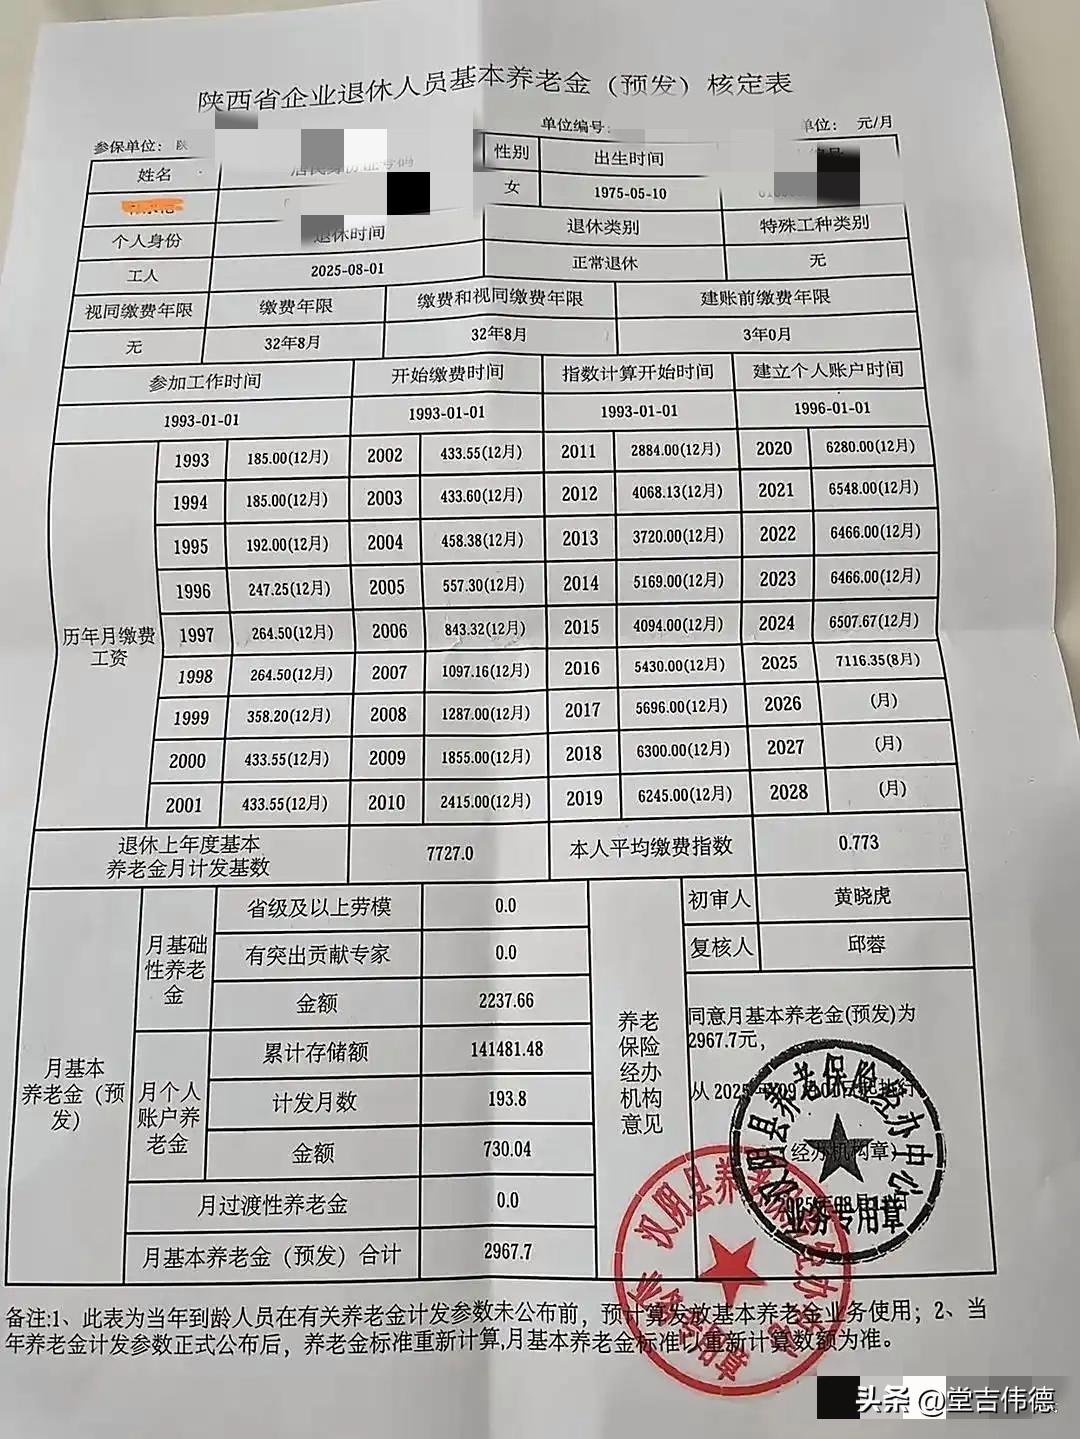 陕西省企业退休人员基本养老金（预发）核定表
参保单位：陕 单位编号： 单位：元/月
姓名 居民身份证号码 性别 出生时间
女 1975-05-10
个人身份 退休时间 退休类别 特殊工种类别
工人 2025-08-01 正常退休 无
视同缴费年限 缴费年限 缴费和视同缴费年限 建账前缴费年限
无 32年8月 32年8月 3年0月
参加工作时间 开始缴费时间 指数计算开始时间 建立个人账户时间
1993-01-01 1993-01-01 1993-01-01 1996-01-01
历年月缴费工资
1993 185.00(12月) 2002 433.55(12月) 2011 2884.00(12月) 2020 6280.00(12月)
1994 185.00(12月) 2003 433.60(12月) 2012 4068.13(12月) 2021 6548.00(12月)
1995 192.00(12月) 2004 458.38(12月) 2013 3720.00(12月) 2022 6466.00(12月)
1996 247.25(12月) 2005 557.30(12月) 2014 5169.00(12月) 2023 6466.00(12月)
1997 264.50(12月) 2006 843.32(12月) 2015 4094.00(12月) 2024 6507.67(12月)
1998 264.50(12月) 2007 1097.16(12月) 2016 5430.00(12月) 2025 7116.35(8月)
1999 358.20(12月) 2008 1287.00(12月) 2017 5696.00(12月) 2026 (月)
2000 433.55(12月) 2009 1855.00(12月) 2018 6300.00(12月) 2027 (月)
2001 433.55(12月) 2010 2415.00(12月) 2019 6245.00(12月) 2028 (月)
退休上年度基本
养老金月计发基数 7727.0 本人平均缴费指数 0.773
月基本养老金（预发）
月基础性养老金
省级及以上劳模 0.0
有突出贡献专家 0.0
金额 2237.66
月个人账户养老金
累计存储额 141481.48
计发月数 193.8
金额 730.04
月过渡性养老金 0.0
月基本养老金（预发）合计 2967.7
养老保险经办机构意见
初审人 黄晓虎
复核人 邱蓉
同意月基本养老金(预发)为
2967.7元，
（经办机构章）
汉阴县养老保险经办中心
业务专用章
备注:1、此表为当年到龄人员在有关养老金计发参数未公布前，预计算发放基本养老金业务使用；2、当
年养老金计发参数正式公布后，养老金标准重新计算,月基本养老金标准以重新计算数额为准。
头条 @堂吉伟德